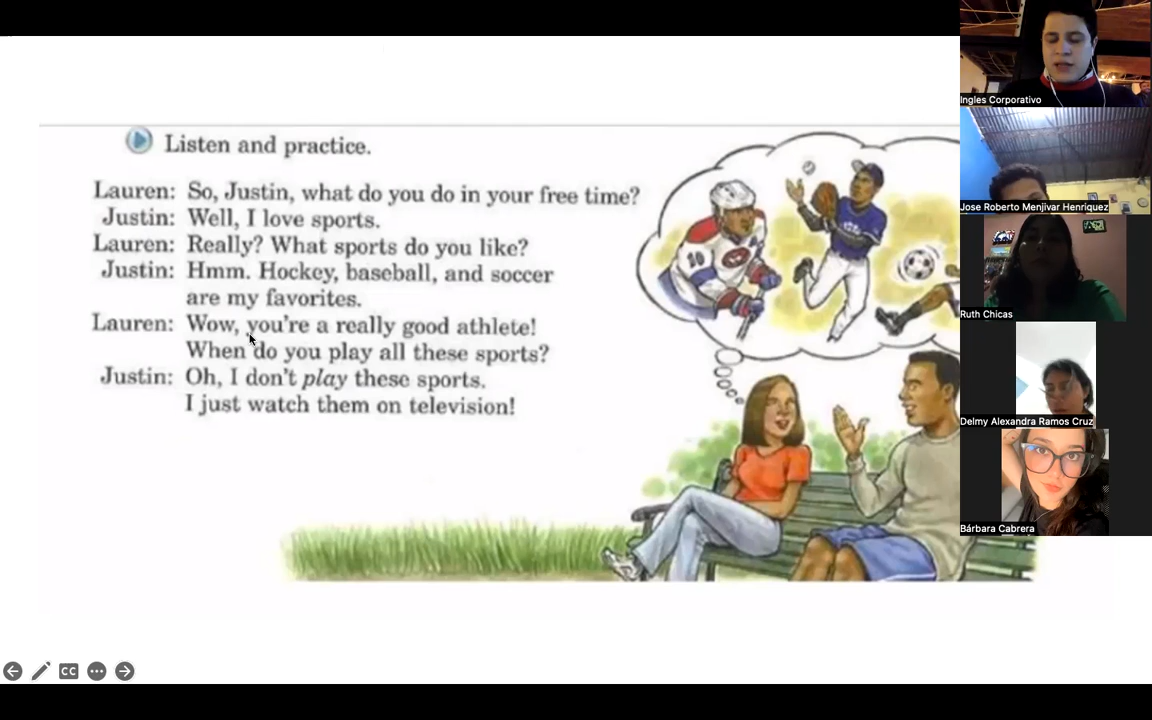 Listen and practice.
Lauren: So, Justin, what do you do in your free time?
Justin: Well, I love sports.
Lauren: Really? What sports do you like?
Justin: Hmm. Hockey, baseball, and soccer
are my favorites.
Lauren: Wow, you're a really good athlete!
When do you play all these sports?
Justin: Oh, I don't play these sports.
I just watch them on television!
10
CC
Ingles Corporativo
Jose Roberto Menjivar Henriquez
Ruth Chicas
Delmy Alexandra Ramos Cruz
Bárbara Cabrera